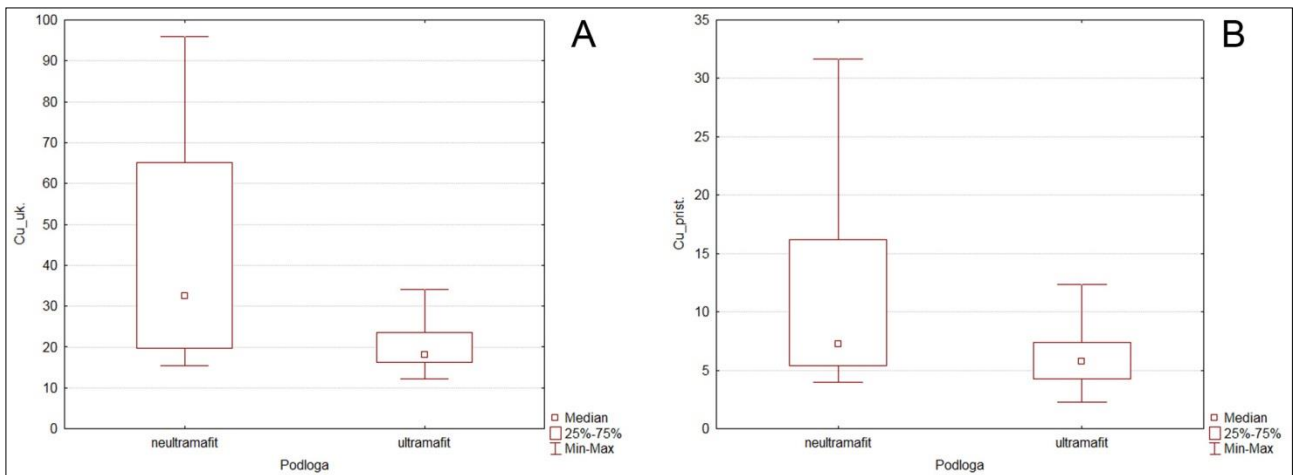 A
100
90
80
70
60
50
40
30
20
10
0
Cu_uk.
neultramafit ultramafit
Podloga
Median
25%-75%
Min-Max
B
35
30
25
20
15
10
5
0
Cu_prist.
neultramafit ultramafit
Podloga
Median
25%-75%
Min-Max